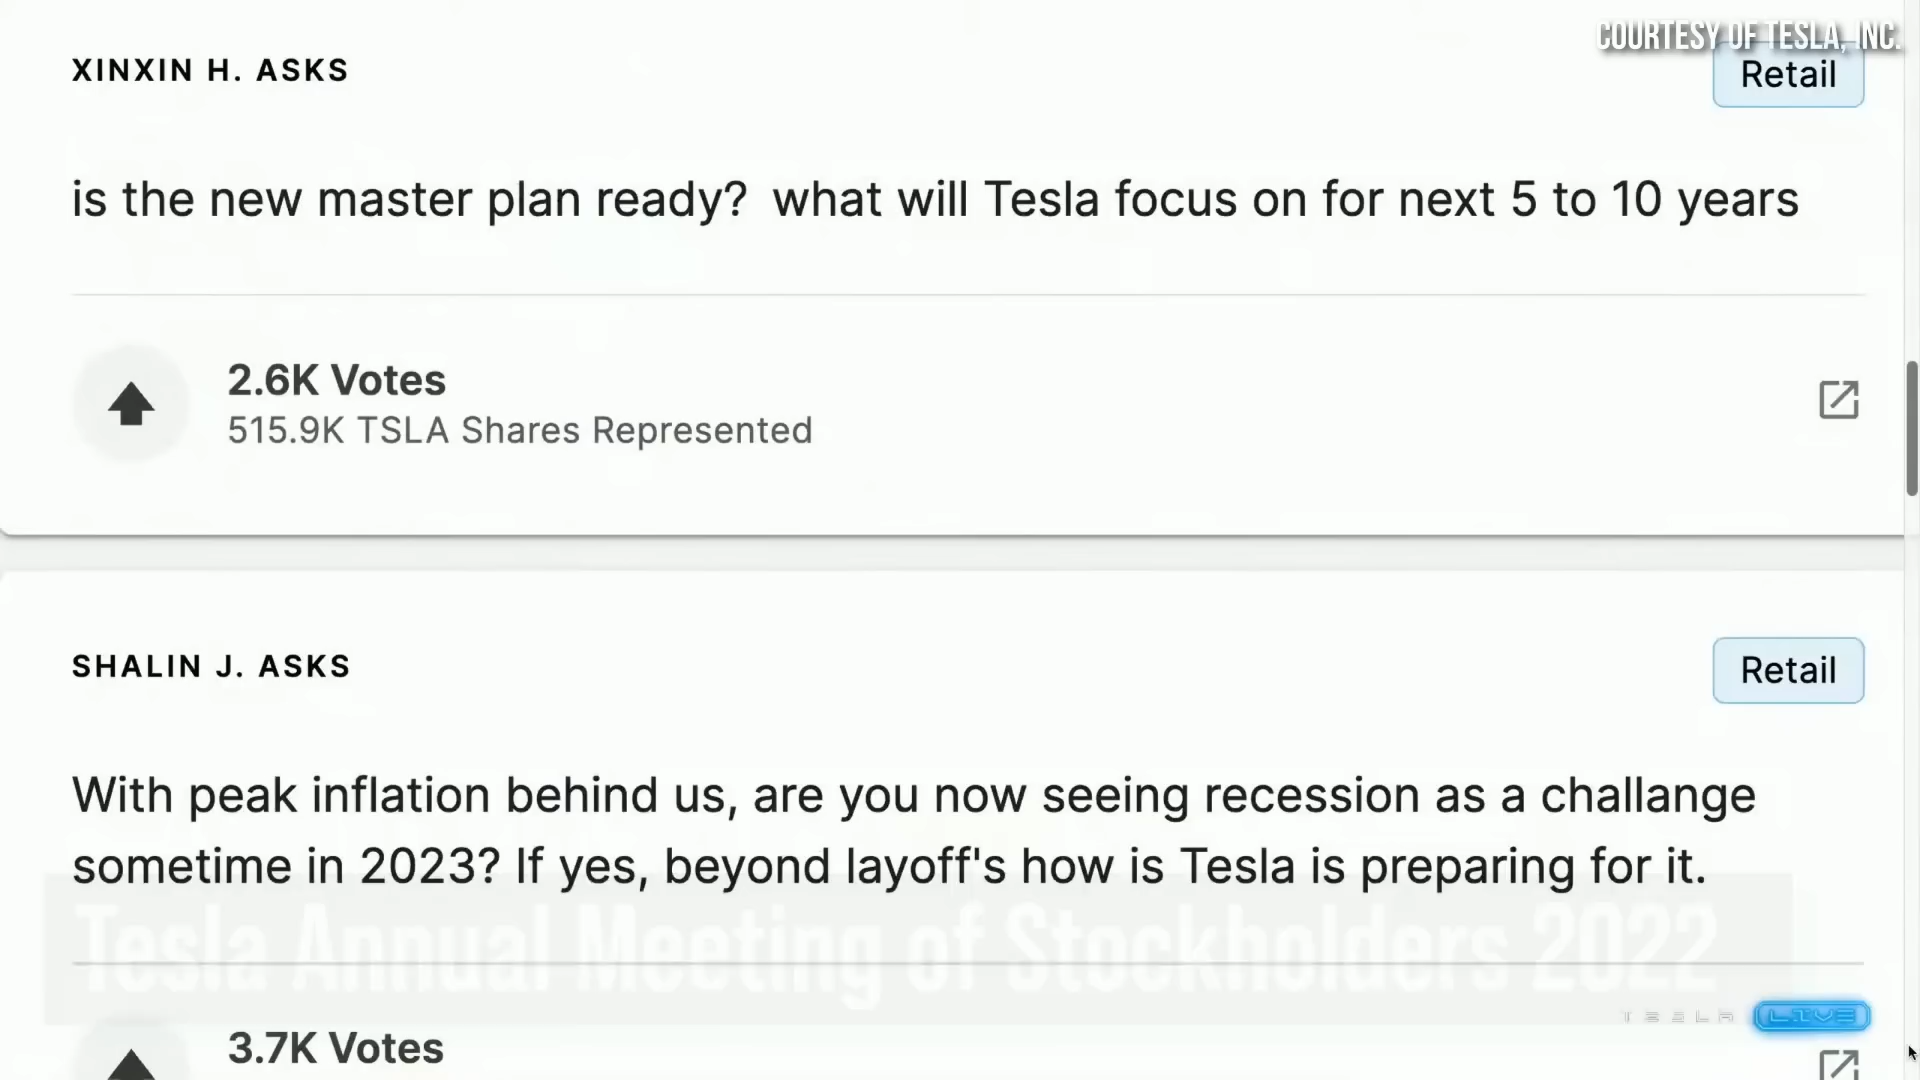 COURTESY OF TESLA, INC.
XINXIN H. ASKS
Retail
is the new master plan ready?  what will Tesla focus on for next 5 to 10 years
2.6K Votes
515.9K TSLA Shares Represented
SHALIN J. ASKS
Retail
With peak inflation behind us, are you now seeing recession as a challange
sometime in 2023? If yes, beyond layoff's how is Tesla is preparing for it.
Tesla Annual Meeting of Stockholders 2022
TESLA LIVE
3.7K Votes